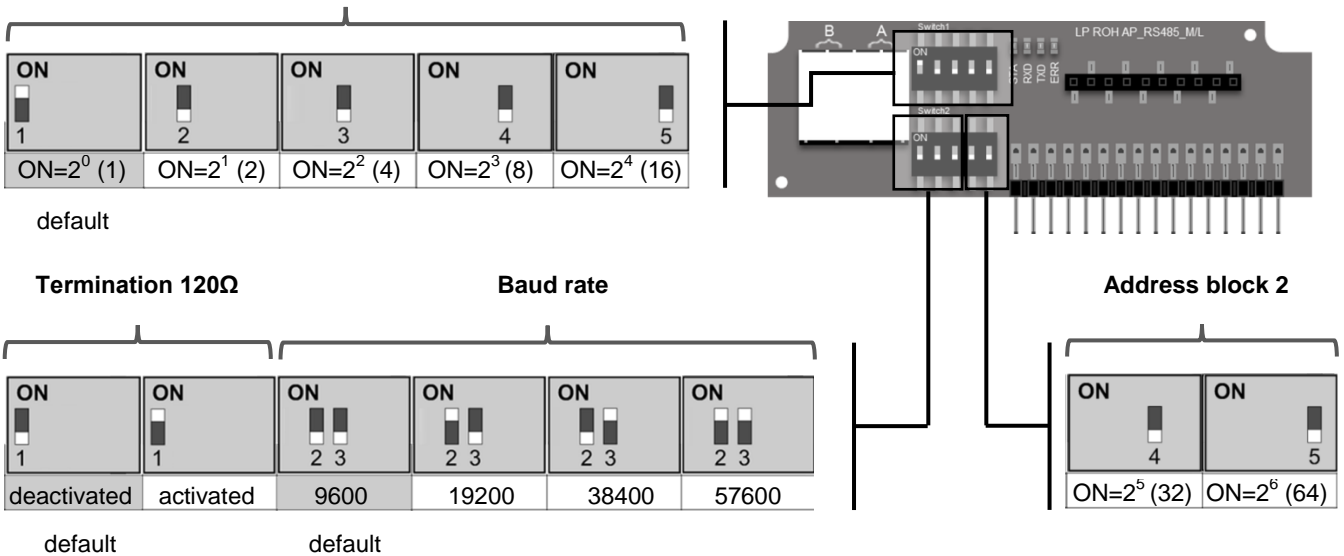 ON ON ON ON ON
1 2 3 4 5
ON=2⁰ (1) ON=2¹ (2) ON=2² (4) ON=2³ (8) ON=2⁴ (16)
default
B A Switch1
ON
STA RXD TXD ERR
LP ROH AP_RS485_M/L
Switch2
ON
Termination 120Ω Baud rate Address block 2
ON ON ON ON ON ON
1 1 2 3 2 3 2 3 2 3
deactivated activated 9600 19200 38400 57600
default default
ON ON
4 5
ON=2⁵ (32) ON=2⁶ (64)